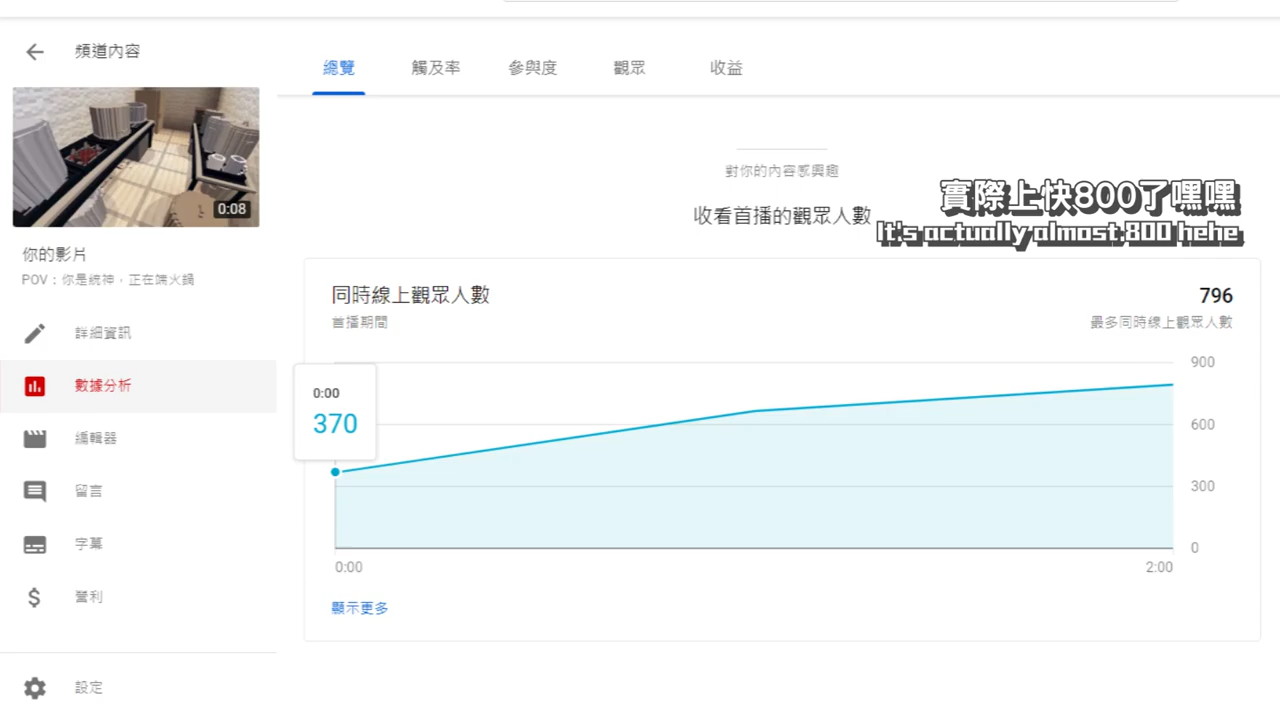 頻道內容
0:08
你的影片
POV：你是統神，正在端火鍋
詳細資訊
數據分析
編輯器
留言
字幕
營利
設定
總覽
觸及率
參與度
觀眾
收益
對你的內容感興趣
收看首播的觀眾人數
實際上快800了嘿嘿
It's actually almost 800 hehe
同時線上觀眾人數
首播期間
796
最多同時線上觀眾人數
0:00
370
900
600
300
0
0:00
2:00
顯示更多